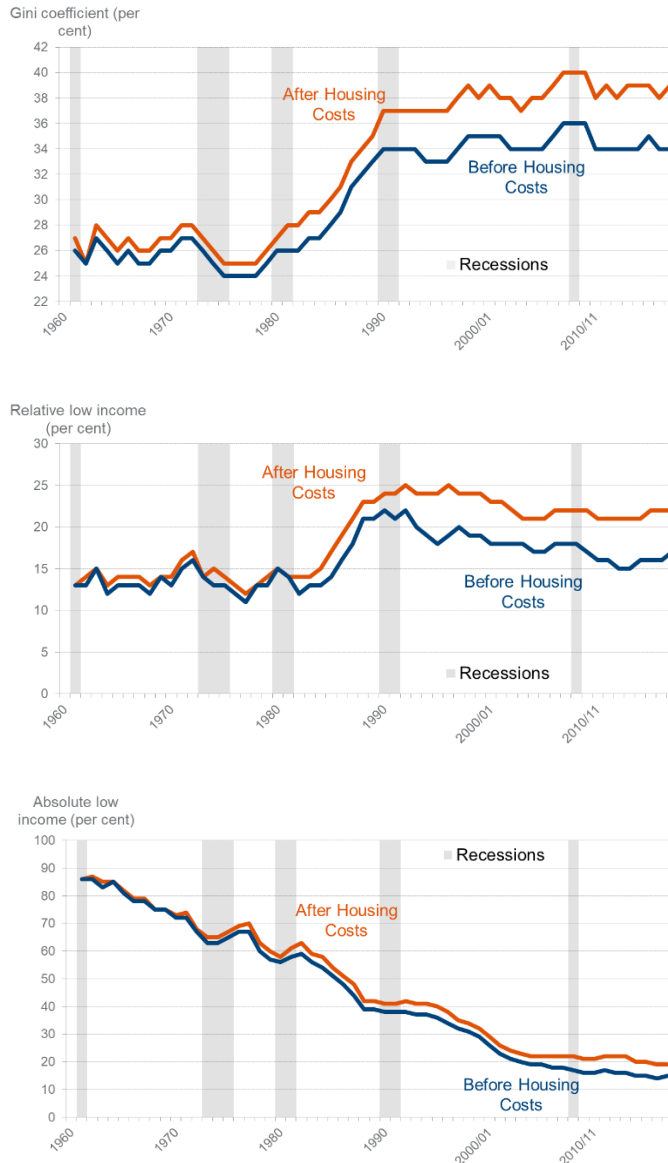 Gini coefficient (per
cent)
42
40
38
36
34
32
30
28
26
24
22
After Housing
Costs
Before Housing
Costs
Recessions
1960
1970
1980
1990
2000/01
2010/11
Relative low income
(per cent)
30
25
20
15
10
5
0
After Housing
Costs
Before Housing
Costs
Recessions
1960
1970
1980
1990
2000/01
2010/11
Absolute low
income (per cent)
100
90
80
70
60
50
40
30
20
10
0
Recessions
After Housing
Costs
Before Housing
Costs
1960
1970
1980
1990
2000/01
2010/11